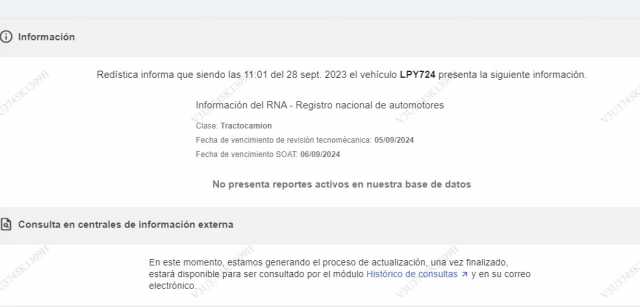 Información
Redística informa que siendo las 11:01 del 28 sept. 2023 el vehículo LPY724 presenta la siguiente información.
Información del RNA - Registro nacional de automotores
Clase: Tractocamion
Fecha de vencimiento de revisión tecnomécanica: 05/09/2024
Fecha de vencimiento SOAT: 06/09/2024
No presenta reportes activos en nuestra base de datos
Consulta en centrales de información externa
En este momento, estamos generando el proceso de actualización, una vez finalizado,
estará disponible para ser consultado por el módulo Histórico de consultas y en su correo
electrónico.